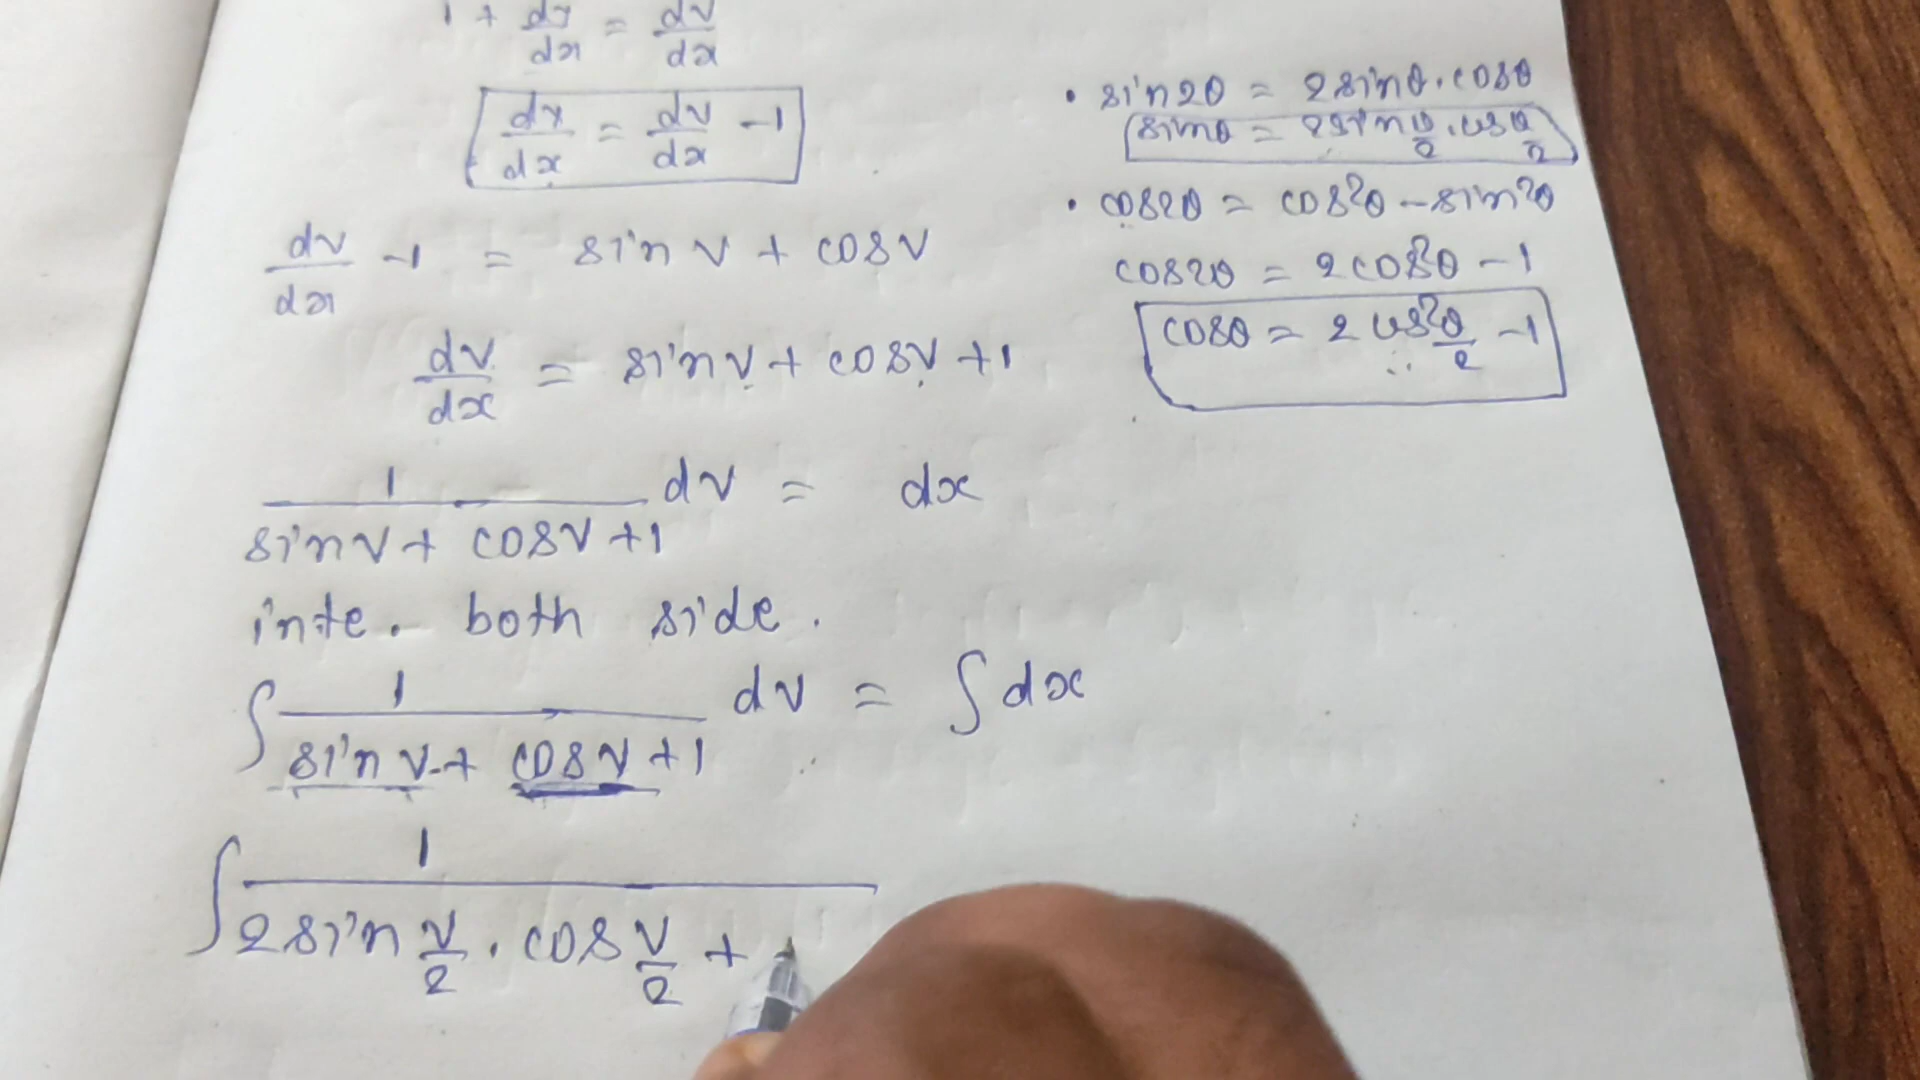 1 + dy/dx = dv/dx
dy/dx = dv/dx - 1
dv/dx - 1 = sin v + cos v
dv/dx = sin v + cos v + 1
1/(sin v + cos v + 1) dv = dx
inte. both side.
∫ 1/(sin v + cos v + 1) dv = ∫ dx
∫ 1/(2 sin v/2 . cos v/2 +
• sin2θ = 2sinθ.cosθ
sinθ = 2sin θ/2 . cos θ/2
• cos2θ = cos²θ - sin²θ
cos2θ = 2cos²θ - 1
cosθ = 2cos² θ/2 - 1